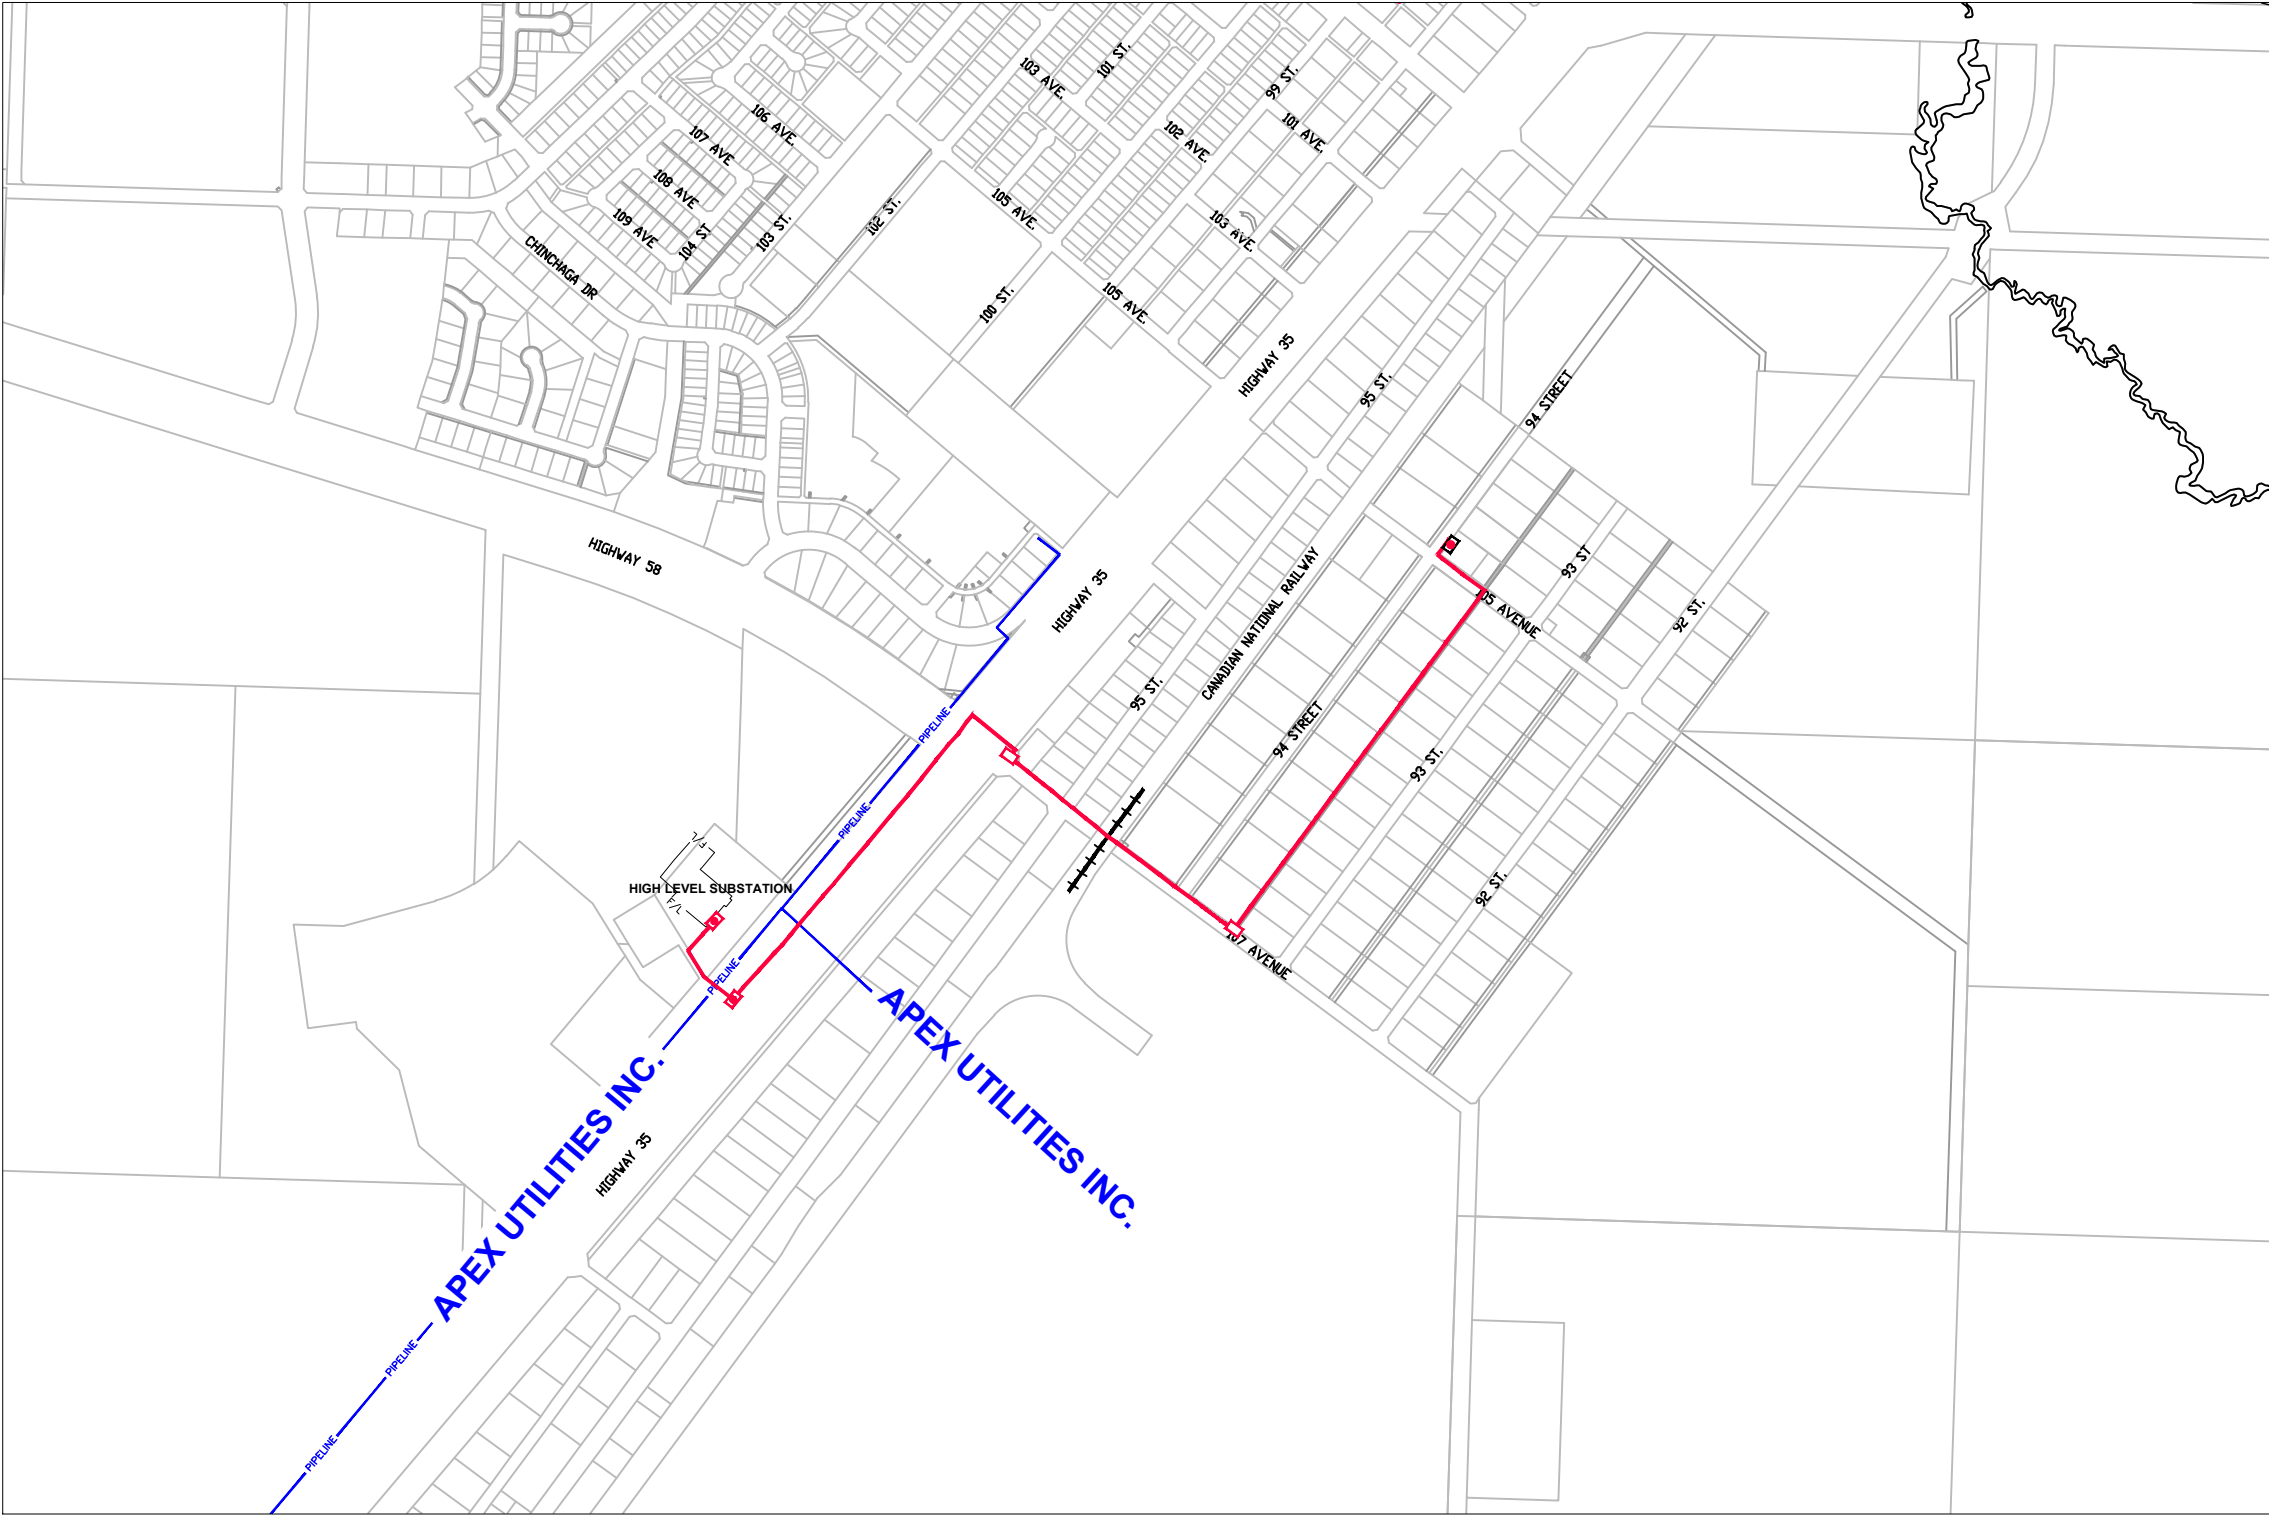 101 ST.
103 AVE.
99 ST.
106 AVE.
107 AVE
102 AVE.
101 AVE.
108 AVE
105 AVE.
109 AVE
104 ST
103 ST.
102 ST.
103 AVE.
CHINCHAGA DR
100 ST.
105 AVE.
HIGHWAY 35
95 ST.
94 STREET
HIGHWAY 58
HIGHWAY 35
CANADIAN NATIONAL RAILWAY
93 ST
105 AVENUE
92 ST.
95 ST.
94 STREET
93 ST.
PIPELINE
PIPELINE
F/L
HIGH LEVEL SUBSTATION
F/L
92 ST.
107 AVENUE
PIPELINE
APEX UTILITIES INC.
APEX UTILITIES INC.
HIGHWAY 35
PIPELINE
PIPELINE